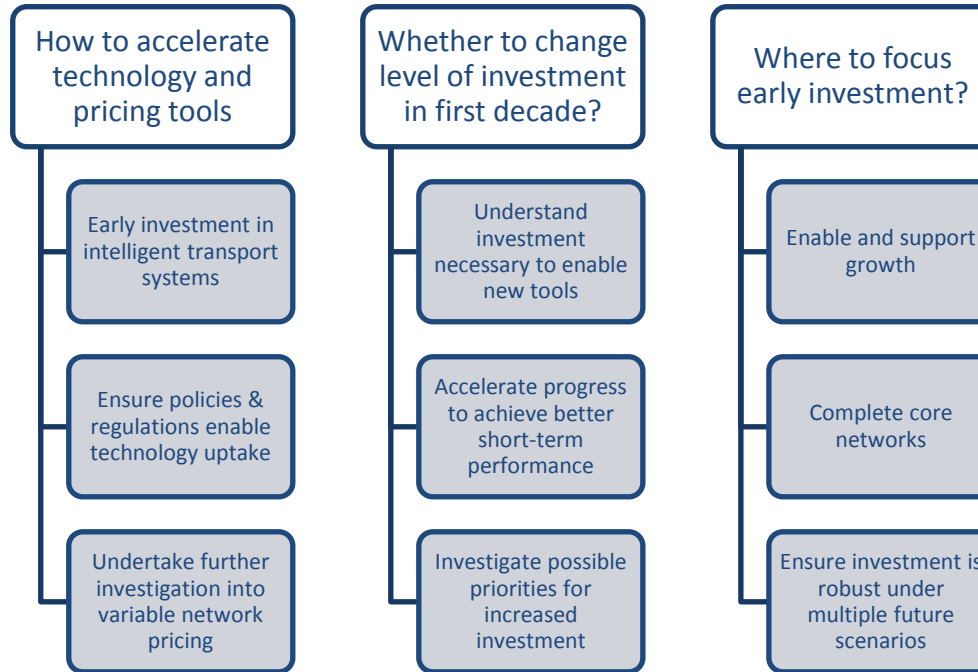 How to accelerate
technology and
pricing tools
Early investment in
intelligent transport
systems
Ensure policies &
regulations enable
technology uptake
Undertake further
investigation into
variable network
pricing
Whether to change
level of investment
in first decade?
Understand
investment
necessary to enable
new tools
Accelerate progress
to achieve better
short-term
performance
Investigate possible
priorities for
increased
investment
Where to focus
early investment?
Enable and support
growth
Complete core
networks
Ensure investment is
robust under
multiple future
scenarios